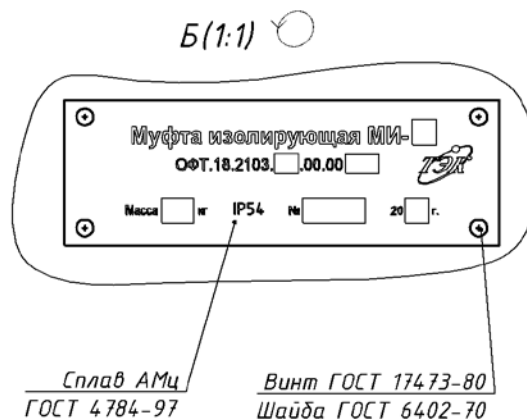 Б(1:1)
Муфта изолирующая МИ-
ОФТ.18.2103. .00.00
ТЭК
Масса кг IP54 № 20 г.
Сплав АМц
ГОСТ 4784-97
Винт ГОСТ 17473-80
Шайба ГОСТ 6402-70